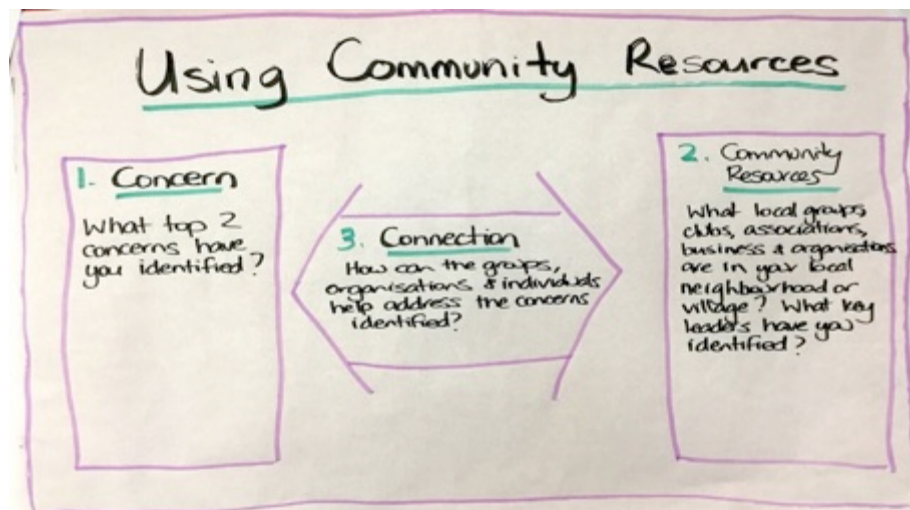 Using Community Resources
1. Concern
What top 2
concerns have
you identified?
3. Connection
How can the groups,
organisations & individuals
help address the concerns
identified?
2. Community
Resources
What local groups,
clubs, associations,
business & organisations
are in your local
neighbourhood or
village? What key
leaders have you
identified?